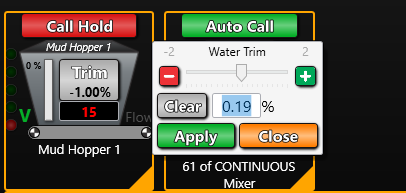 Call Hold
Auto Call
Mud Hopper 1
0 %
Trim
-1.00%
15
V
Flow
Mud Hopper 1
-2
Water Trim
2
Clear
0.19
%
Apply
Close
61 of CONTINUOUS
Mixer